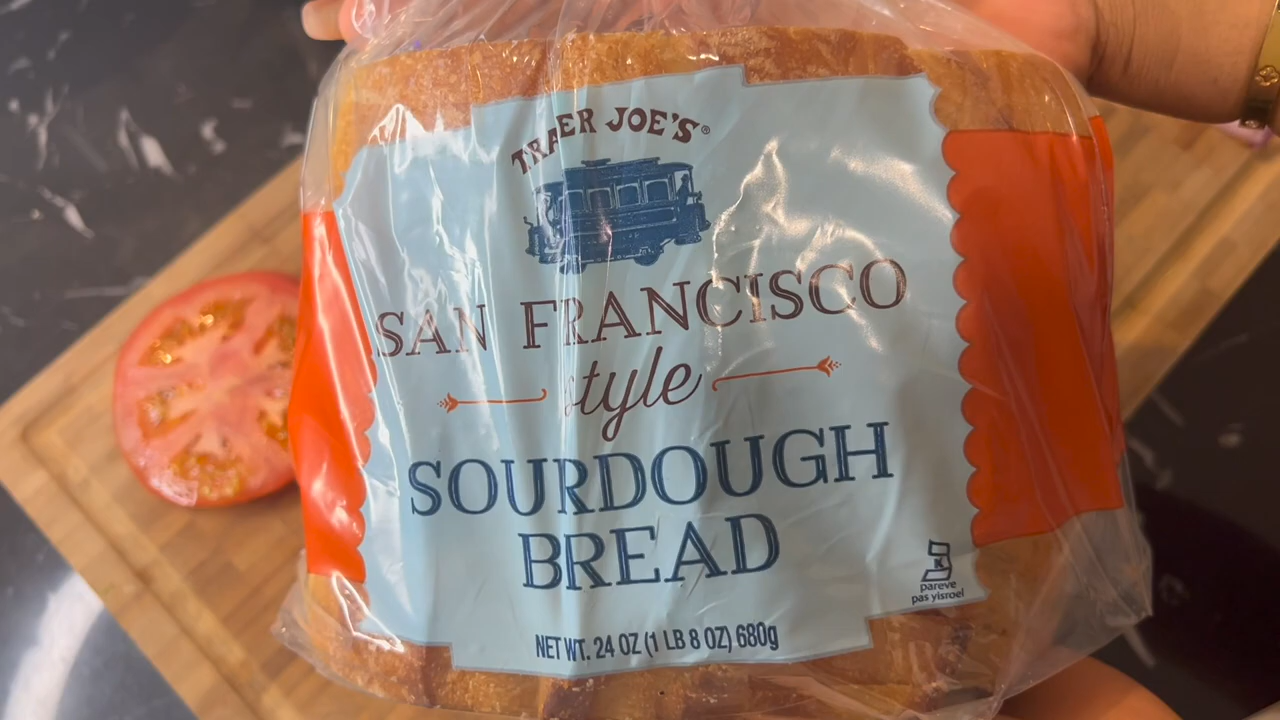 TRADER JOE'S®
SAN FRANCISCO
style
SOURDOUGH
BREAD
K
pareve
pas yisroel
NET WT. 24 OZ (1 LB 8 OZ) 680g